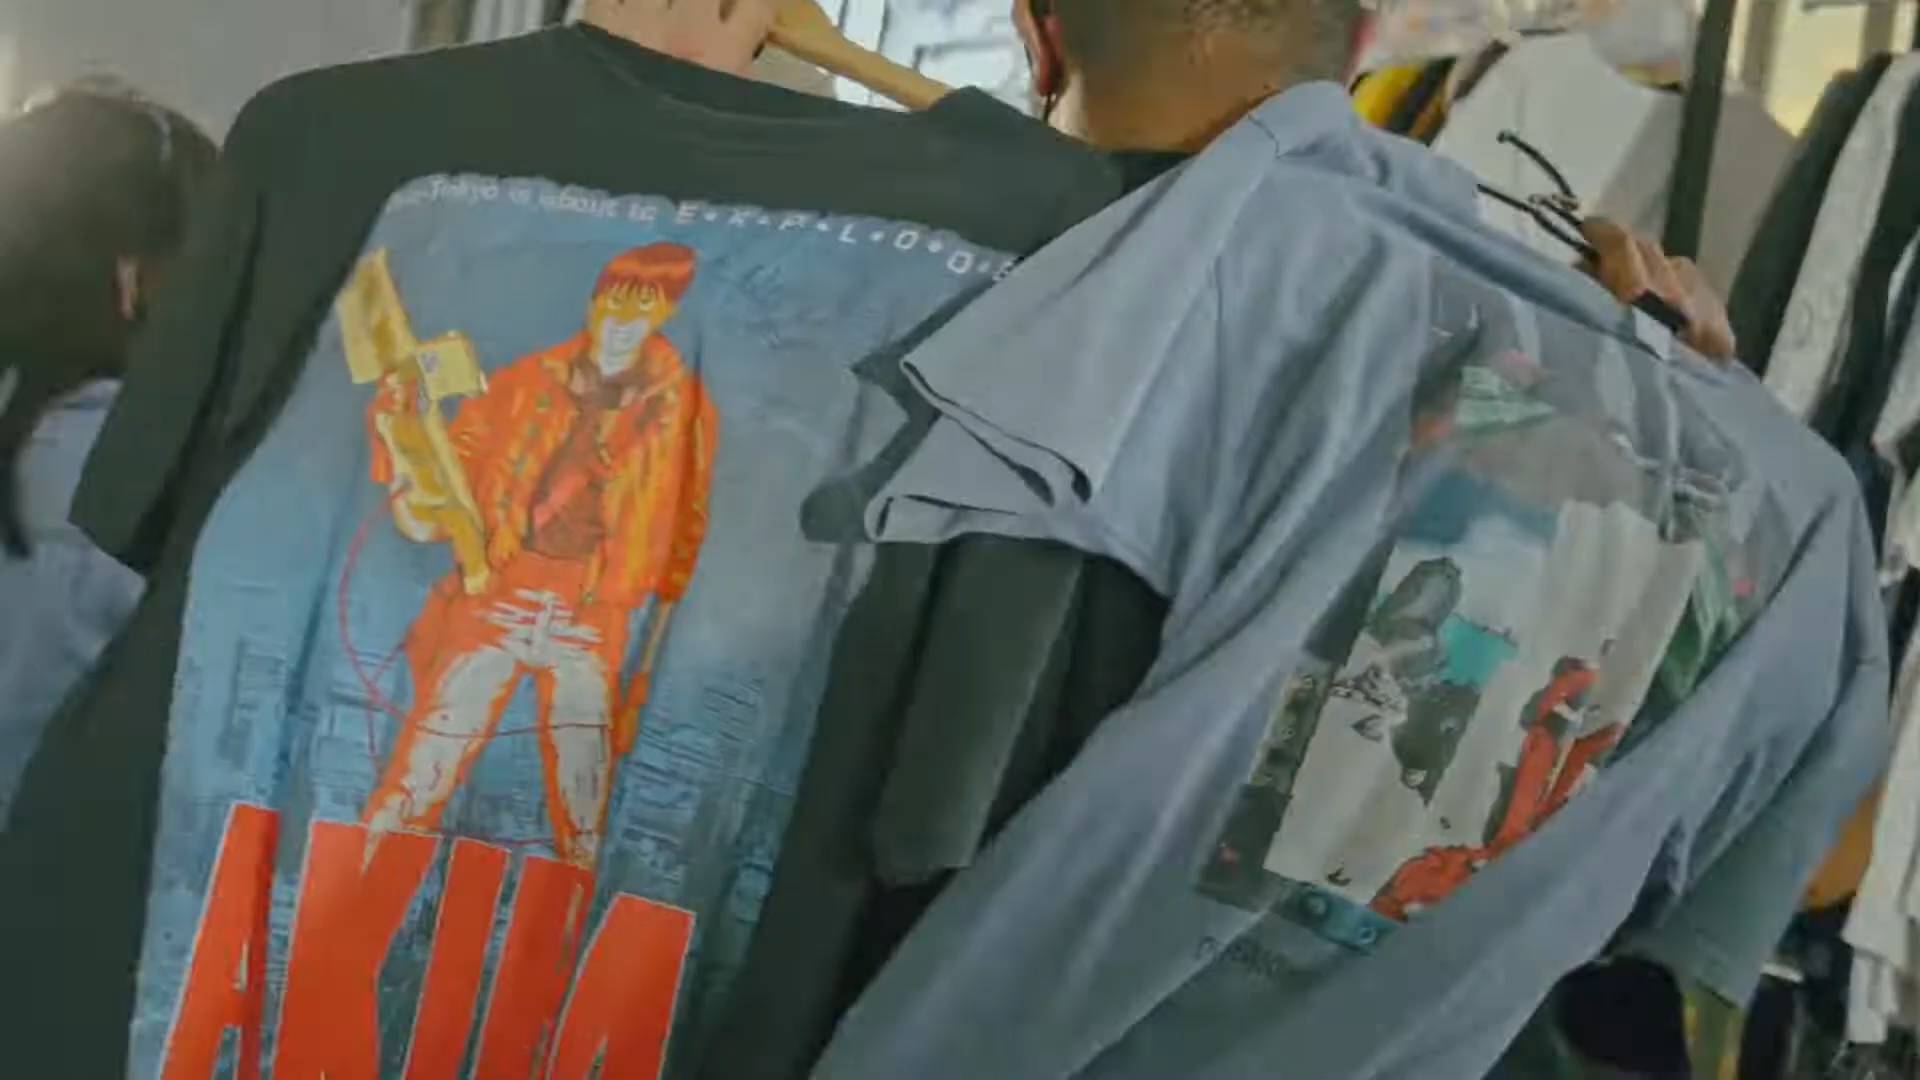 Tokyo is about to E•X•P•L•O•D•E
AKIRA